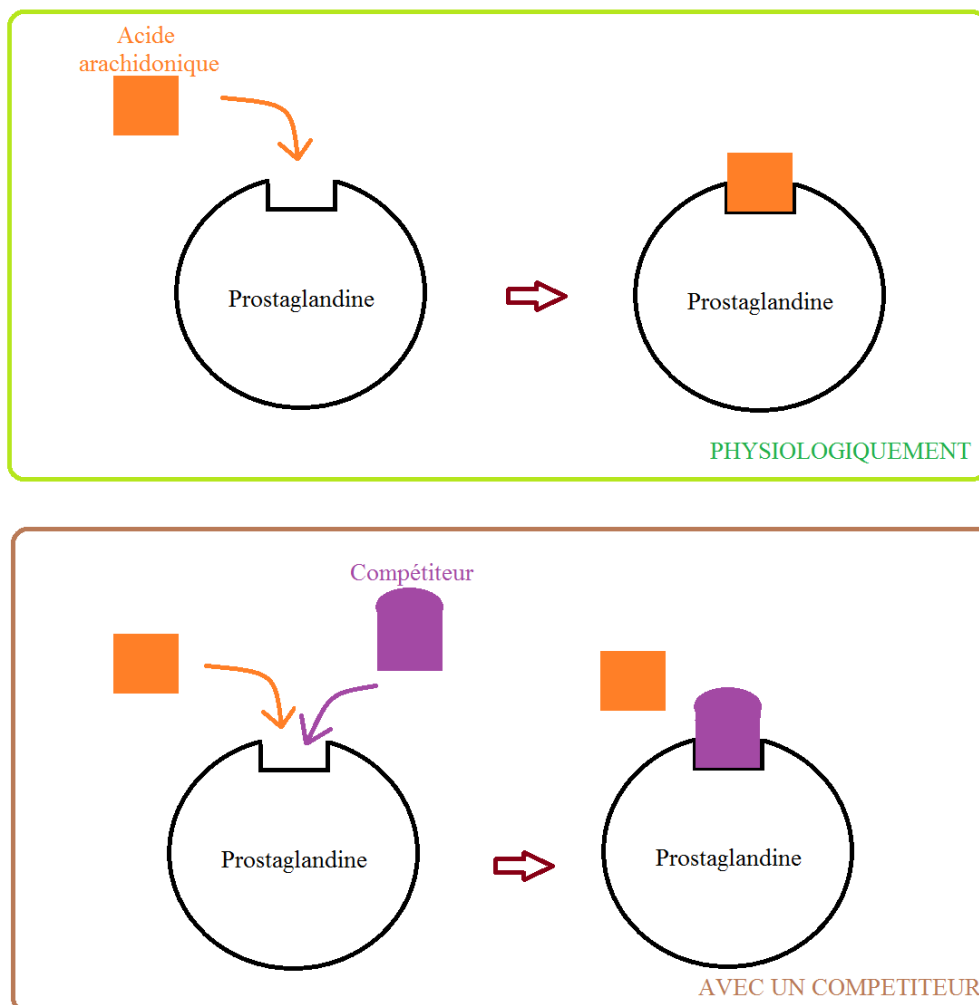 Acide
arachidonique
Prostaglandine
Prostaglandine
PHYSIOLOGIQUEMENT
Compétiteur
Prostaglandine
Prostaglandine
AVEC UN COMPETITEUR